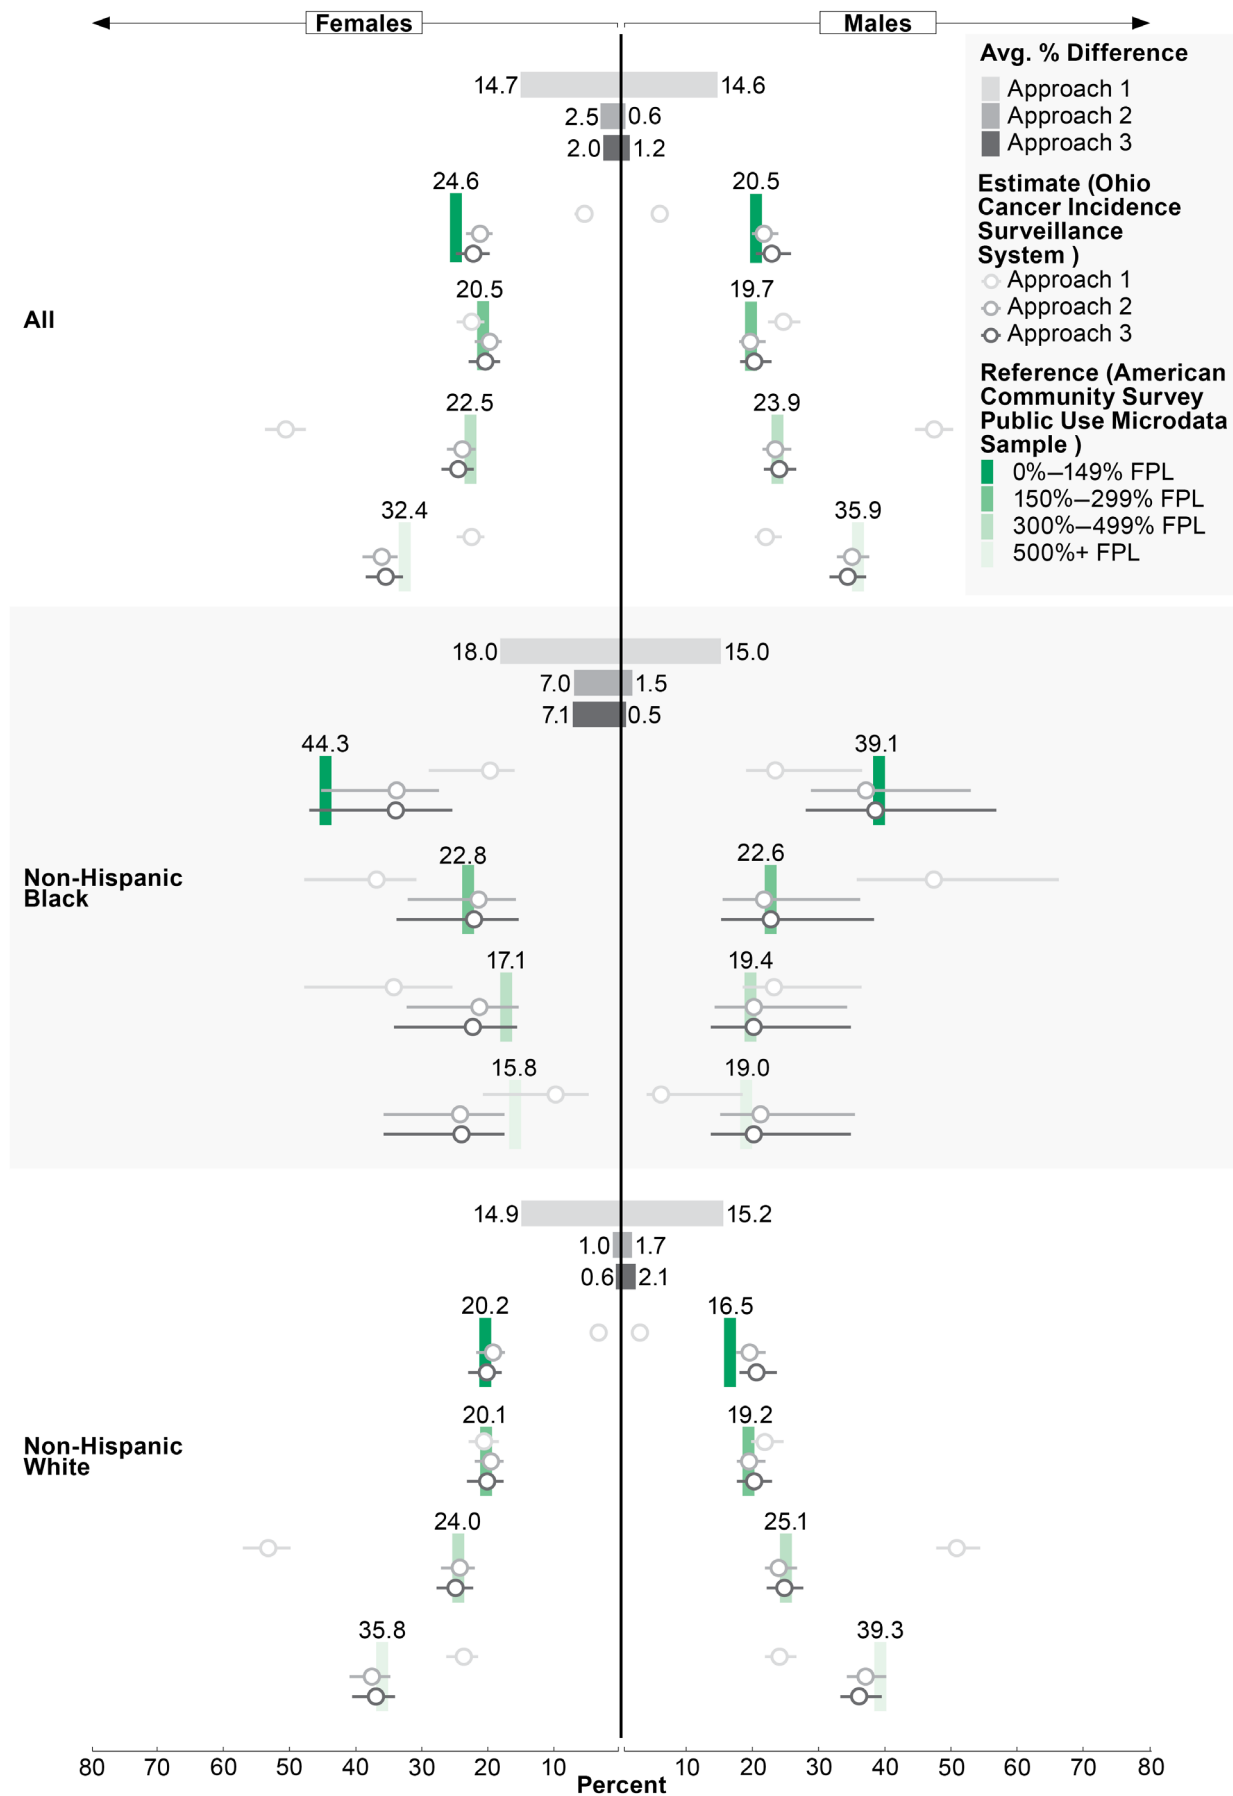 Females
Males
Avg. % Difference
Approach 1
Approach 2
Approach 3
Estimate (Ohio
Cancer Incidence
Surveillance
System )
Approach 1
Approach 2
Approach 3
Reference (American
Community Survey
Public Use Microdata
Sample )
0%–149% FPL
150%–299% FPL
300%–499% FPL
500%+ FPL
All
14.7 14.6
2.5 0.6
2.0 1.2
24.6 20.5
20.5 19.7
22.5 23.9
32.4 35.9
Non-Hispanic
Black
18.0 15.0
7.0 1.5
7.1 0.5
44.3 39.1
22.8 22.6
17.1 19.4
15.8 19.0
Non-Hispanic
White
14.9 15.2
1.0 1.7
0.6 2.1
20.2 16.5
20.1 19.2
24.0 25.1
35.8 39.3
80 70 60 50 40 30 20 10 10 20 30 40 50 60 70 80
Percent